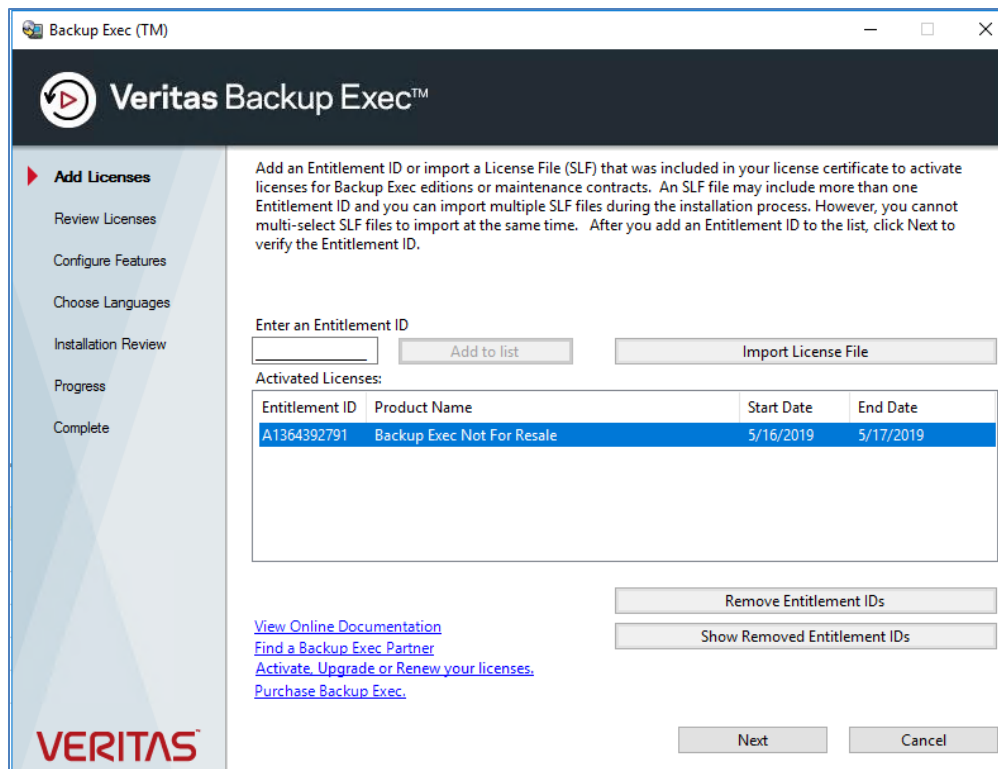 Backup Exec (TM)
Veritas Backup Exec™
Add Licenses
Review Licenses
Configure Features
Choose Languages
Installation Review
Progress
Complete
Add an Entitlement ID or import a License File (SLF) that was included in your license certificate to activate
licenses for Backup Exec editions or maintenance contracts.  An SLF file may include more than one
Entitlement ID and you can import multiple SLF files during the installation process. However, you cannot
multi-select SLF files to import at the same time.   After you add an Entitlement ID to the list, click Next to
verify the Entitlement ID.
Enter an Entitlement ID
Add to list
Import License File
Activated Licenses:
Entitlement ID Product Name Start Date End Date
A1364392791 Backup Exec Not For Resale 5/16/2019 5/17/2019
Remove Entitlement IDs
Show Removed Entitlement IDs
View Online Documentation
Find a Backup Exec Partner
Activate, Upgrade or Renew your licenses.
Purchase Backup Exec.
VERITAS™
Next
Cancel